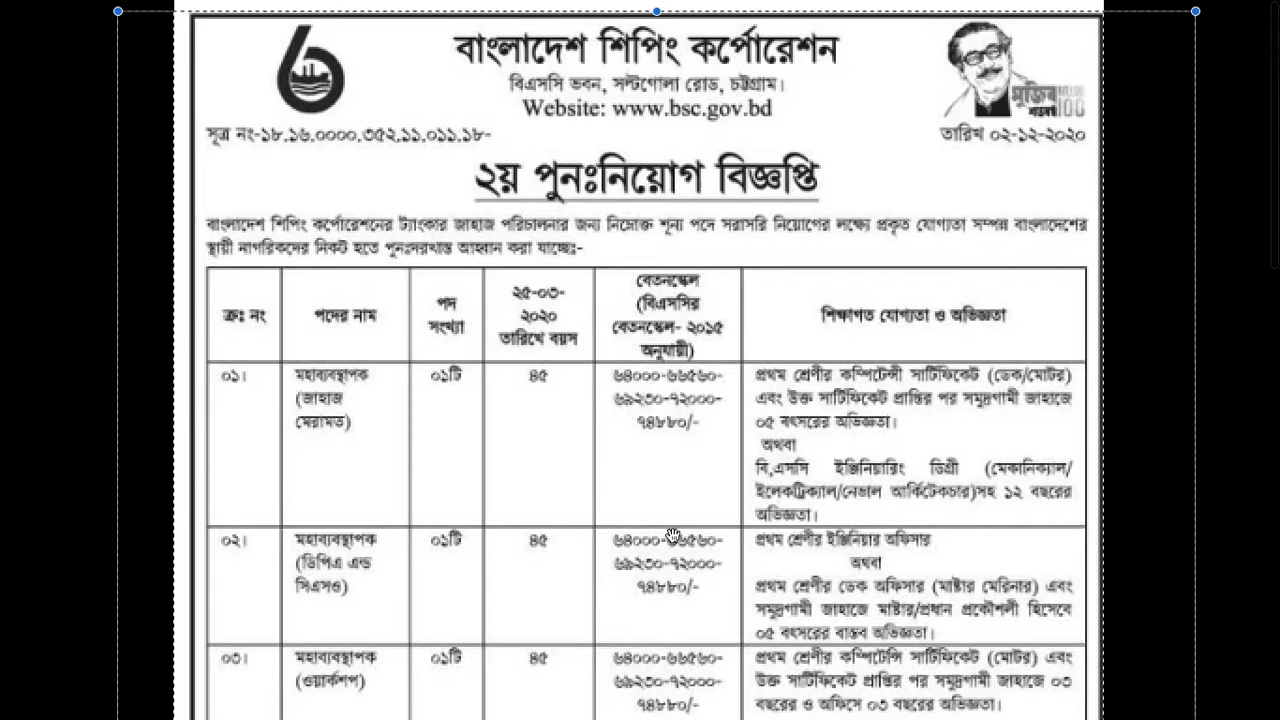 বাংলাদেশ শিপিং কর্পোরেশন
বিএসসি ভবন, সল্টগোলা রোড, চট্টগ্রাম।
Website: www.bsc.gov.bd
মুজিব
শতবর্ষ 100
সূত্র নং-১৮.১৬.০০০০.৩৫২.১১.০১১.১৮-
তারিখ ০২-১২-২০২০
২য় পুনঃনিয়োগ বিজ্ঞপ্তি
বাংলাদেশ শিপিং কর্পোরেশনের ট্যাংকার জাহাজ পরিচালনার জন্য নিম্নোক্ত শূন্য পদে সরাসরি নিয়োগের লক্ষ্যে প্রকৃত যোগ্যতা সম্পন্ন বাংলাদেশের
স্থায়ী নাগরিকদের নিকট হতে পুনঃদরখাস্ত আহ্বান করা যাচ্ছেঃ-
ক্রঃ নং
পদের নাম
পদ
সংখ্যা
২৫-০৩-
২০২০
তারিখে বয়স
বেতনস্কেল
(বিএসসির
বেতনস্কেল- ২০১৫
অনুযায়ী)
শিক্ষাগত যোগ্যতা ও অভিজ্ঞতা
০১।
মহাব্যবস্থাপক
(জাহাজ
মেরামত)
০১টি
৪৫
৬৪০০০-৬৬৫৬০-
৬৯২৩০-৭২০০০-
৭৪৮৮০/-
প্রথম শ্রেণীর কম্পিটেন্সী সার্টিফিকেট (ডেক/মোটর)
এবং উক্ত সার্টিফিকেট প্রাপ্তির পর সমুদ্রগামী জাহাজে
০৫ বৎসরের অভিজ্ঞতা।
অথবা
বি,এসসি ইঞ্জিনিয়ারিং ডিগ্রী (মেকানিক্যাল/
ইলেকট্রিক্যাল/নেভাল আর্কিটেকচার)সহ ১২ বছরের
অভিজ্ঞতা।
০২।
মহাব্যবস্থাপক
(ডিপিএ এন্ড
সিএসও)
০১টি
৪৫
৬৪০০০-৬৬৫৬০-
৬৯২৩০-৭২০০০-
৭৪৮৮০/-
প্রথম শ্রেণীর ইঞ্জিনিয়ার অফিসার
অথবা
প্রথম শ্রেণীর ডেক অফিসার (মাষ্টার মেরিনার) এবং
সমুদ্রগামী জাহাজে মাষ্টার/প্রধান প্রকৌশলী হিসেবে
০৫ বৎসরের বাস্তব অভিজ্ঞতা।
০৩।
মহাব্যবস্থাপক
(ওয়ার্কশপ)
০১টি
৪৫
৬৪০০০-৬৬৫৬০-
৬৯২৩০-৭২০০০-
৭৪৮৮০/-
প্রথম শ্রেণীর কম্পিটেন্সি সার্টিফিকেট (মোটর) এবং
উক্ত সার্টিফিকেট প্রাপ্তির পর সমুদ্রগামী জাহাজে ০৩
বছরের ও অফিসে ০৩ বছরের অভিজ্ঞতা।